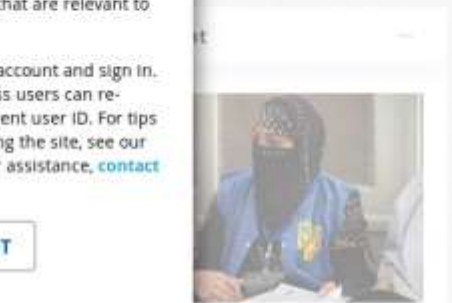 that are relevant to
account and sign in.
ss users can re-
ent user ID. For tips
ng the site, see our
r assistance, contact
T